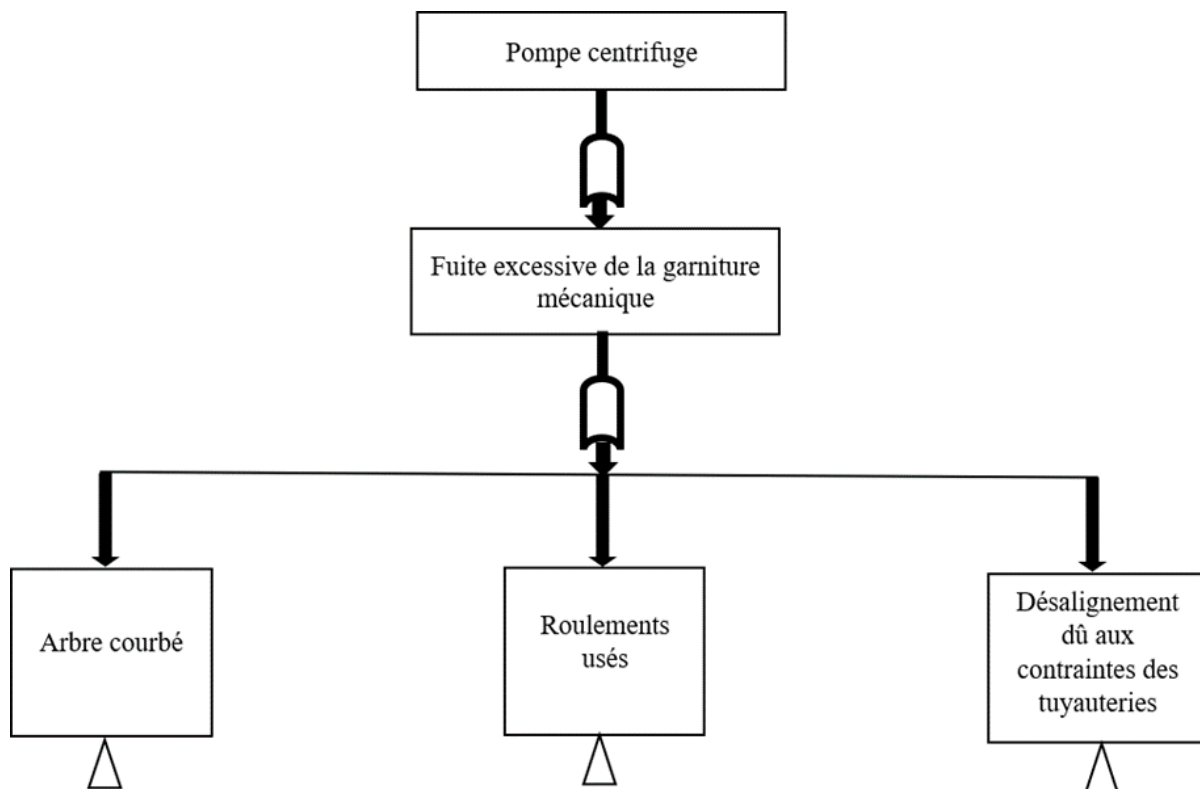 Pompe centrifuge
Fuite excessive de la garniture
mécanique
Arbre courbé
Roulements
usés
Désalignement
dû aux
contraintes des
tuyauteries